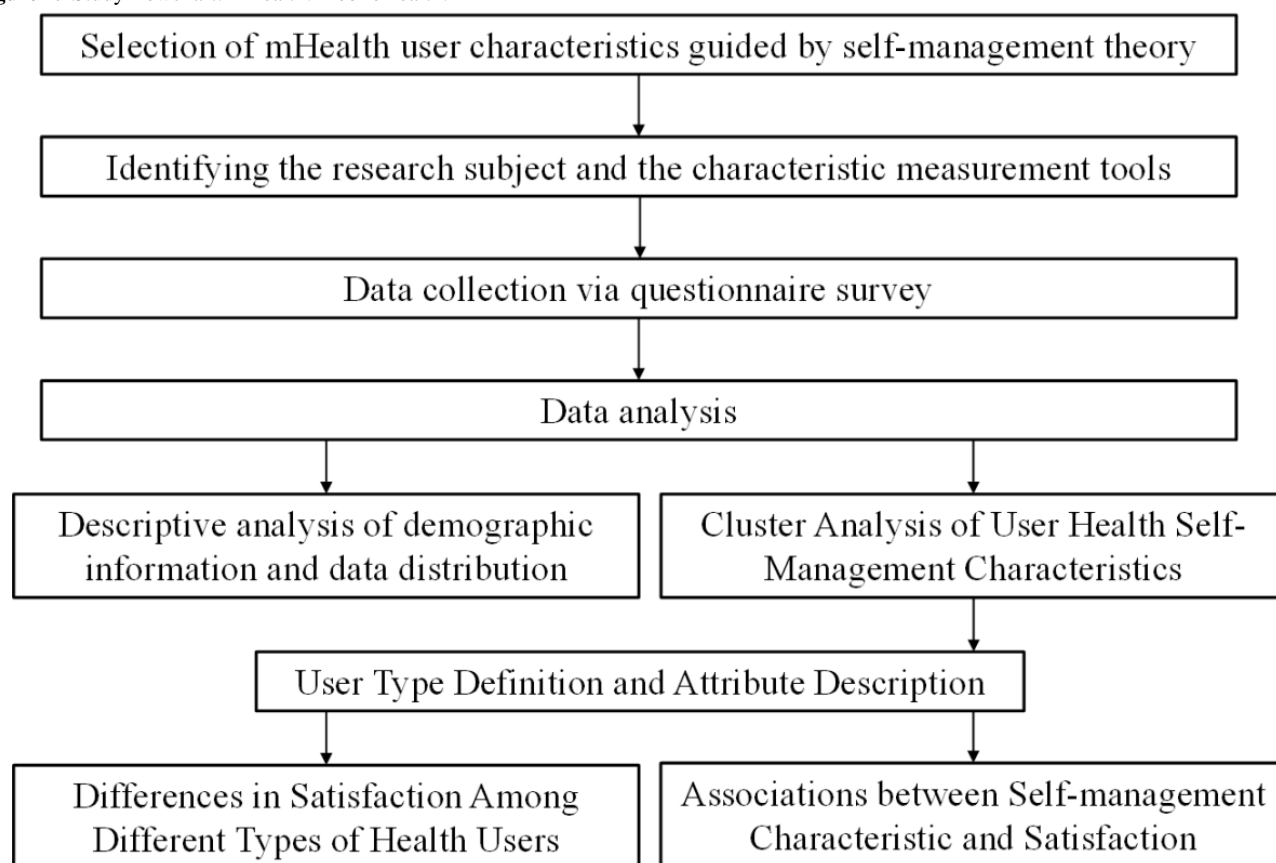 Selection of mHealth user characteristics guided by self-management theory
Identifying the research subject and the characteristic measurement tools
Data collection via questionnaire survey
Data analysis
Descriptive analysis of demographic
information and data distribution
Cluster Analysis of User Health Self-
Management Characteristics
User Type Definition and Attribute Description
Differences in Satisfaction Among
Different Types of Health Users
Associations between Self-management
Characteristic and Satisfaction